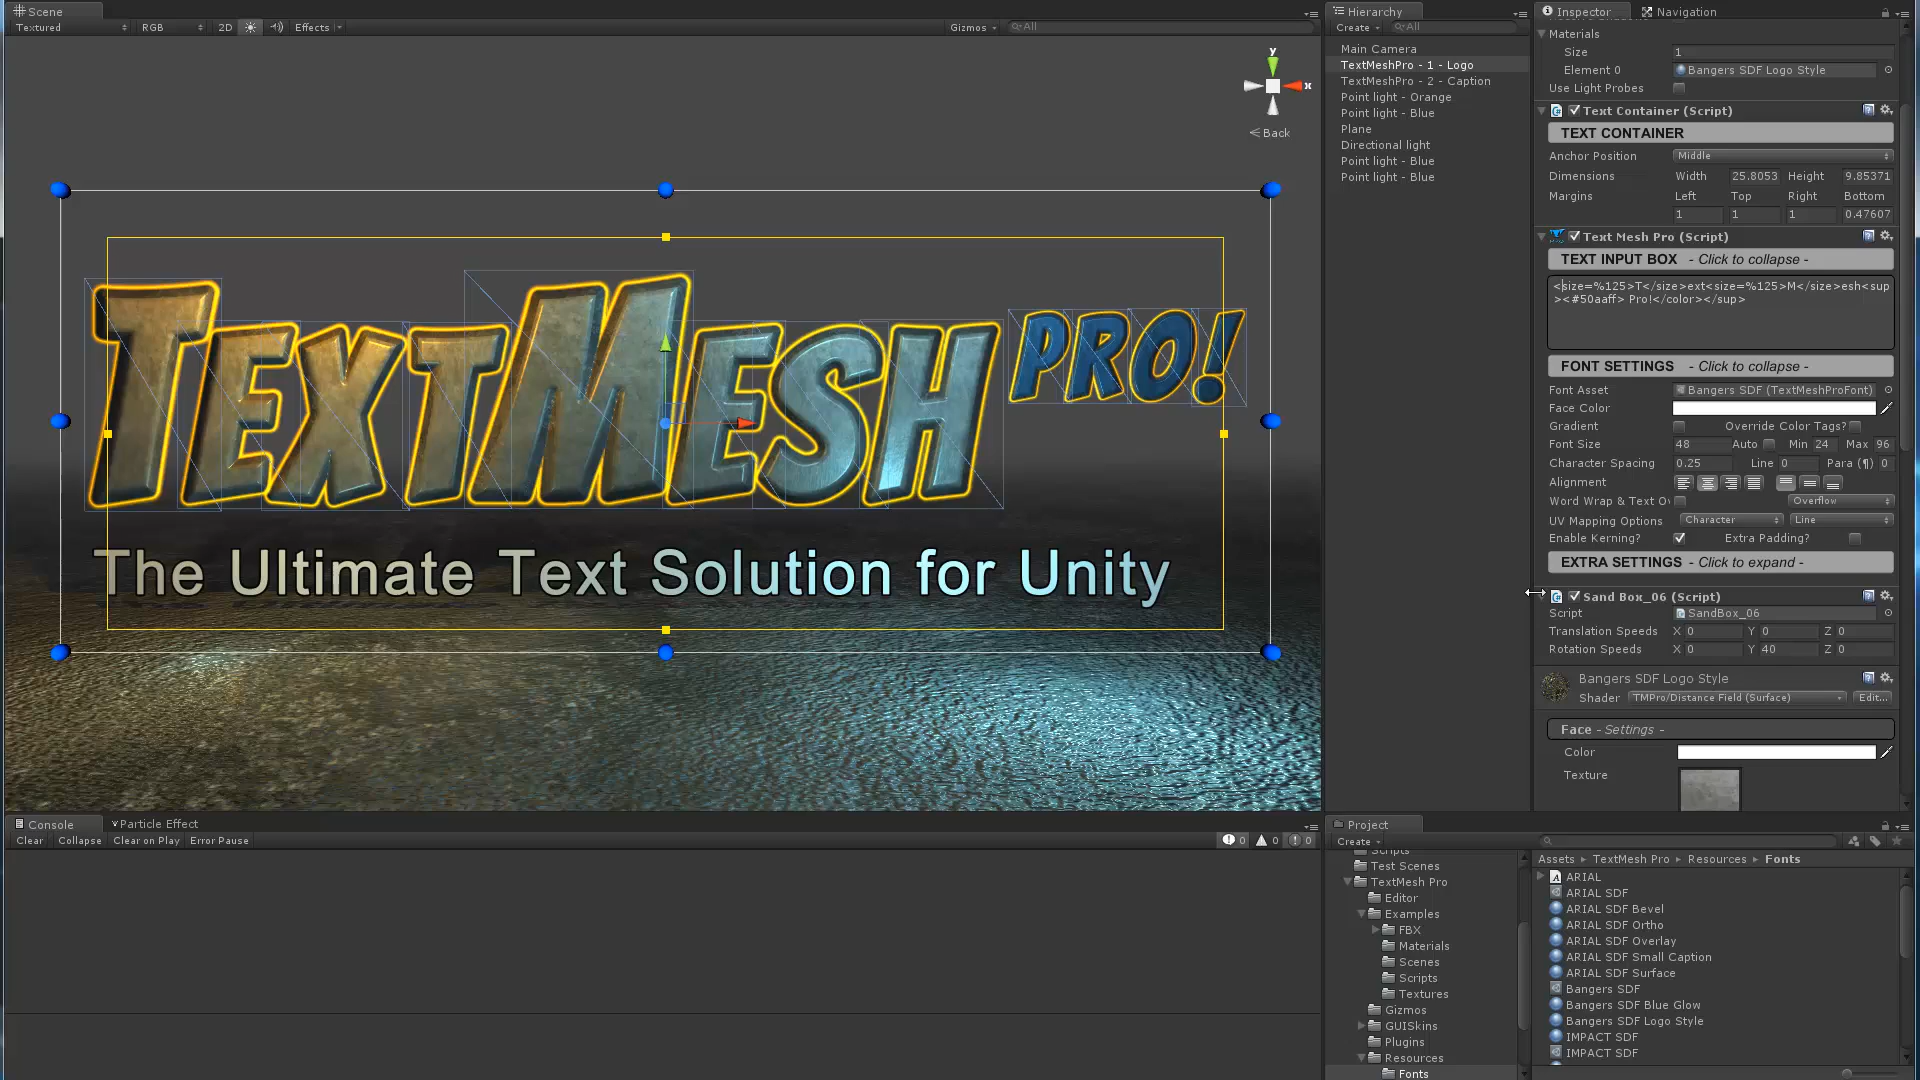 Scene
Textured RGB 2D Effects Gizmos All
y
x
Back
TextMesh Pro!
The Ultimate Text Solution for Unity
Console Particle Effect
Clear Collapse Clear on Play Error Pause 0 0 0
Hierarchy
Create All
Main Camera
TextMeshPro - 1 - Logo
TextMeshPro - 2 - Caption
Point light - Orange
Point light - Blue
Plane
Directional light
Point light - Blue
Point light - Blue
Inspector Navigation
Materials
Size 1
Element 0 Bangers SDF Logo Style
Use Light Probes
Text Container (Script)
TEXT CONTAINER
Anchor Position Middle
Dimensions Width 25.8053 Height 9.85371
Margins Left Top Right Bottom
1 1 1 0.47607
Text Mesh Pro (Script)
TEXT INPUT BOX - Click to collapse -
<size=%125>T</size>ext<size=%125>M</size>esh<sup
><#50aaff> Pro!</color></sup>
FONT SETTINGS - Click to collapse -
Font Asset Bangers SDF (TextMeshProFont)
Face Color
Gradient Override Color Tags?
Font Size 48 Auto Min 24 Max 96
Character Spacing 0.25 Line 0 Para (¶) 0
Alignment
Word Wrap & Text O Overflow
UV Mapping Options Character Line
Enable Kerning? Extra Padding?
EXTRA SETTINGS - Click to expand -
Sand Box_06 (Script)
Script SandBox_06
Translation Speeds X 0 Y 0 Z 0
Rotation Speeds X 0 Y 40 Z 0
Bangers SDF Logo Style
Shader TMPro/Distance Field (Surface) Edit...
Face - Settings -
Color
Texture
Project
Create
Scripts
Test Scenes
TextMesh Pro
Editor
Examples
FBX
Materials
Scenes
Scripts
Textures
Gizmos
GUISkins
Plugins
Resources
Fonts
Assets TextMesh Pro Resources Fonts
ARIAL
ARIAL SDF
ARIAL SDF Bevel
ARIAL SDF Ortho
ARIAL SDF Overlay
ARIAL SDF Small Caption
ARIAL SDF Surface
Bangers SDF
Bangers SDF Blue Glow
Bangers SDF Logo Style
IMPACT SDF
IMPACT SDF